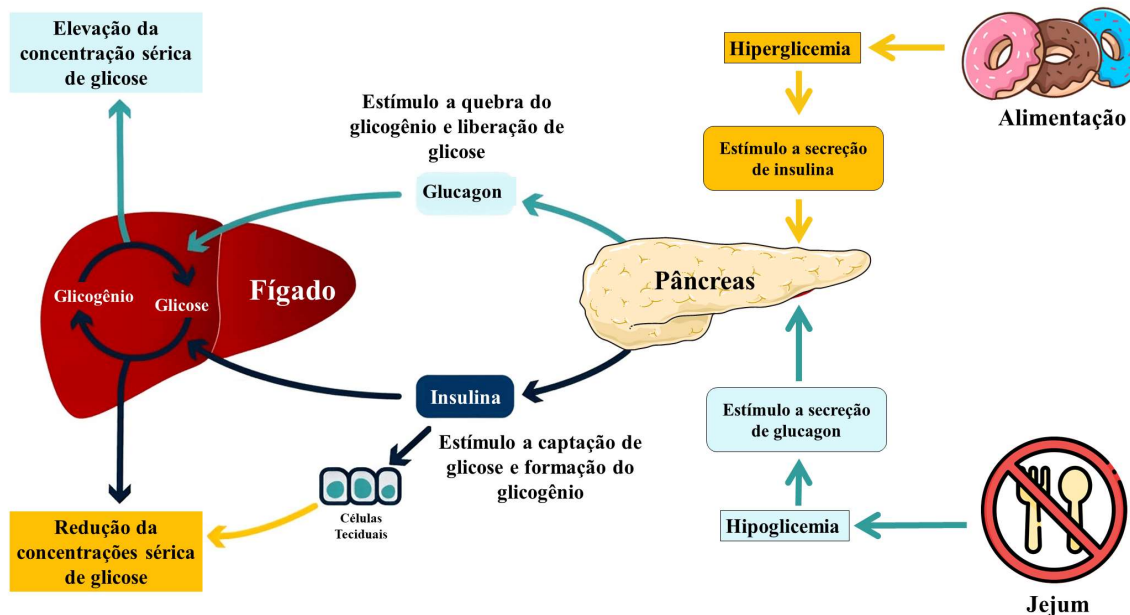 Elevação da
concentração sérica
de glicose
Estímulo a quebra do
glicogênio e liberação de
glicose
Glucagon
Hiperglicemia
Alimentação
Estímulo a secreção
de insulina
Glicogênio
Glicose
Fígado
Pâncreas
Insulina
Estímulo a captação de
glicose e formação do
glicogênio
Células
Teciduais
Estímulo a secreção
de glucagon
Redução da
concentrações sérica
de glicose
Hipoglicemia
Jejum